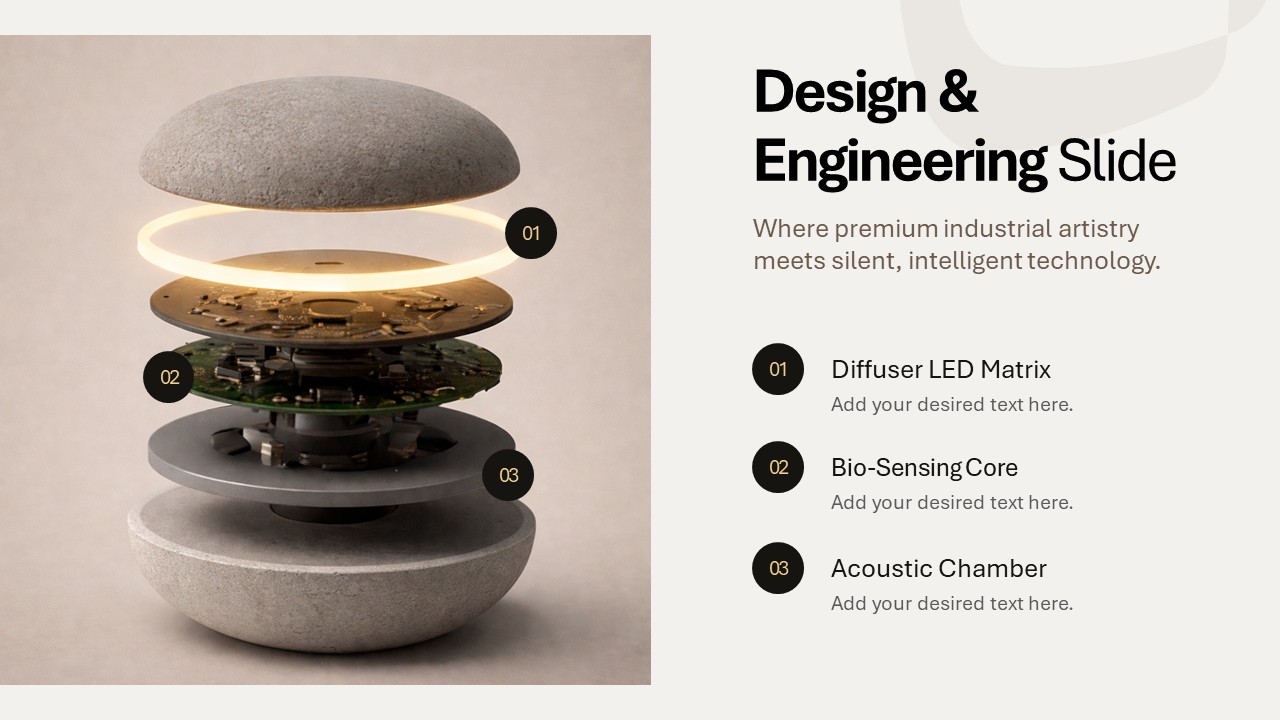 Design &
Engineering Slide
Where premium industrial artistry
meets silent, intelligent technology.
01
02
03
01
Diffuser LED Matrix
Add your desired text here.
02
Bio-Sensing Core
Add your desired text here.
03
Acoustic Chamber
Add your desired text here.